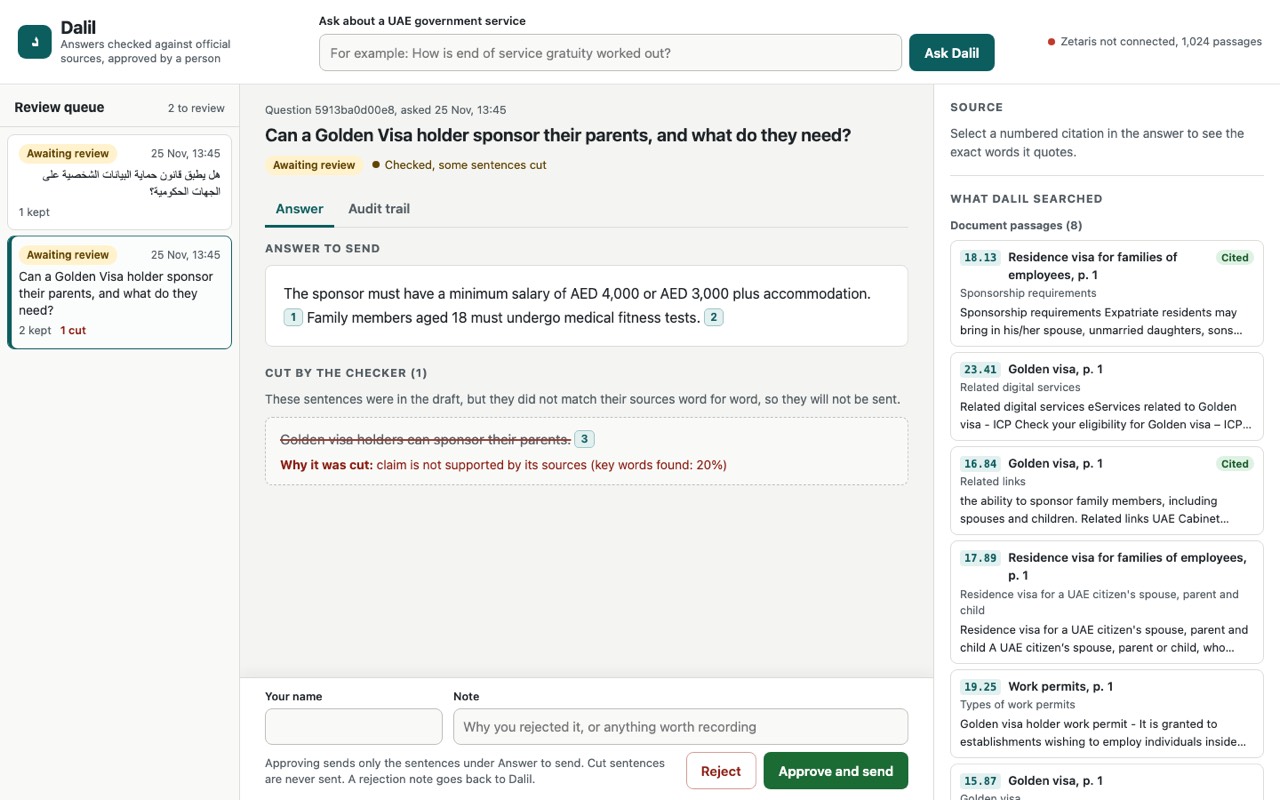 د
Dalil
Answers checked against official
sources, approved by a person
Ask about a UAE government service
For example: How is end of service gratuity worked out?
Ask Dalil
Zetaris not connected, 1,024 passages
Review queue
2 to review
Awaiting review
25 Nov, 13:45
هل يطبق قانون حماية البيانات الشخصية على
الجهات الحكومية؟
1 kept
Awaiting review
25 Nov, 13:45
Can a Golden Visa holder sponsor
their parents, and what do they
need?
2 kept 1 cut
Question 5913ba0d00e8, asked 25 Nov, 13:45
Can a Golden Visa holder sponsor their parents, and what do they need?
Awaiting review
Checked, some sentences cut
Answer
Audit trail
ANSWER TO SEND
The sponsor must have a minimum salary of AED 4,000 or AED 3,000 plus accommodation.
1 Family members aged 18 must undergo medical fitness tests. 2
CUT BY THE CHECKER (1)
These sentences were in the draft, but they did not match their sources word for word, so they will not be sent.
Golden visa holders can sponsor their parents. 3
Why it was cut: claim is not supported by its sources (key words found: 20%)
Your name
Note
Why you rejected it, or anything worth recording
Approving sends only the sentences under Answer to send. Cut sentences
are never sent. A rejection note goes back to Dalil.
Reject
Approve and send
SOURCE
Select a numbered citation in the answer to see the
exact words it quotes.
WHAT DALIL SEARCHED
Document passages (8)
18.13 Residence visa for families of
employees, p. 1
Cited
Sponsorship requirements
Sponsorship requirements Expatriate residents may
bring in his/her spouse, unmarried daughters, sons…
23.41 Golden visa, p. 1
Related digital services
Related digital services eServices related to Golden
visa - ICP Check your eligibility for Golden visa – ICP…
16.84 Golden visa, p. 1
Cited
Related links
the ability to sponsor family members, including
spouses and children. Related links UAE Cabinet…
17.89 Residence visa for families of employees,
p. 1
Residence visa for a UAE citizen's spouse, parent and
child
Residence visa for a UAE citizen's spouse, parent and
child A UAE citizen's spouse, parent or child, who…
19.25 Work permits, p. 1
Types of work permits
Golden visa holder work permit - It is granted to
establishments wishing to employ individuals inside…
15.87 Golden visa, p. 1
Golden visa